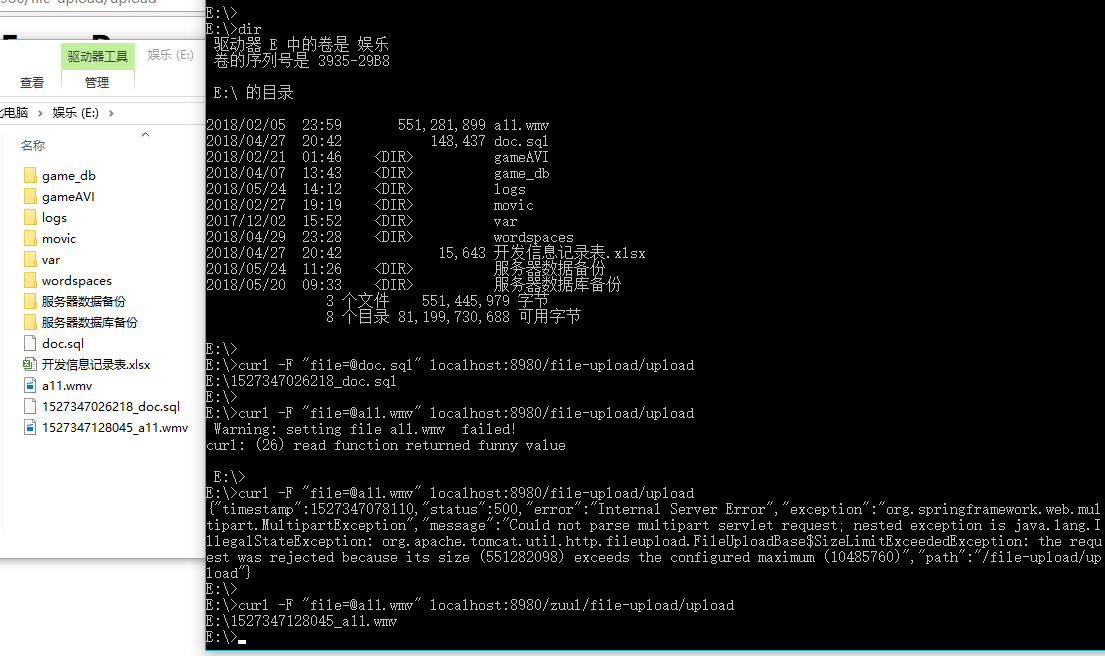 驱动器工具
娱乐 (E:)
查看
管理
电脑 > 娱乐 (E:) >
名称
game_db
gameAVI
logs
movic
var
wordspaces
服务器数据备份
服务器数据库备份
doc.sql
开发信息记录表.xlsx
a11.wmv
1527347026218_doc.sql
1527347128045_a11.wmv
E:\>
E:\>dir
驱动器 E 中的卷是 娱乐
卷的序列号是 3935-29B8
E:\ 的目录
2018/02/05  23:59       551,281,899 a11.wmv
2018/04/27  20:42           148,437 doc.sql
2018/02/21  01:46    <DIR>          gameAVI
2018/04/07  13:43    <DIR>          game_db
2018/05/24  14:12    <DIR>          logs
2018/02/27  19:19    <DIR>          movic
2017/12/02  15:52    <DIR>          var
2018/04/29  23:28    <DIR>          wordspaces
2018/04/27  20:42            15,643 开发信息记录表.xlsx
2018/05/24  11:26    <DIR>          服务器数据备份
2018/05/20  09:33    <DIR>          服务器数据库备份
3 个文件    551,445,979 字节
8 个目录 81,199,730,688 可用字节
E:\>
E:\>curl -F "file=@doc.sql" localhost:8980/file-upload/upload
E:\1527347026218_doc.sql
E:\>
E:\>curl -F "file=@all.wmv" localhost:8980/file-upload/upload
Warning: setting file all.wmv  failed!
curl: (26) read function returned funny value
E:\>
E:\>curl -F "file=@a11.wmv" localhost:8980/file-upload/upload
{"timestamp":1527347078110,"status":500,"error":"Internal Server Error","exception":"org.springframework.web.mul
tipart.MultipartException","message":"Could not parse multipart servlet request; nested exception is java.lang.I
llegalStateException: org.apache.tomcat.util.http.fileupload.FileUploadBase$SizeLimitExceededException: the requ
est was rejected because its size (551282098) exceeds the configured maximum (10485760)","path":"/file-upload/up
load"}
E:\>
E:\>curl -F "file=@a11.wmv" localhost:8980/zuul/file-upload/upload
E:\1527347128045_a11.wmv
E:\>